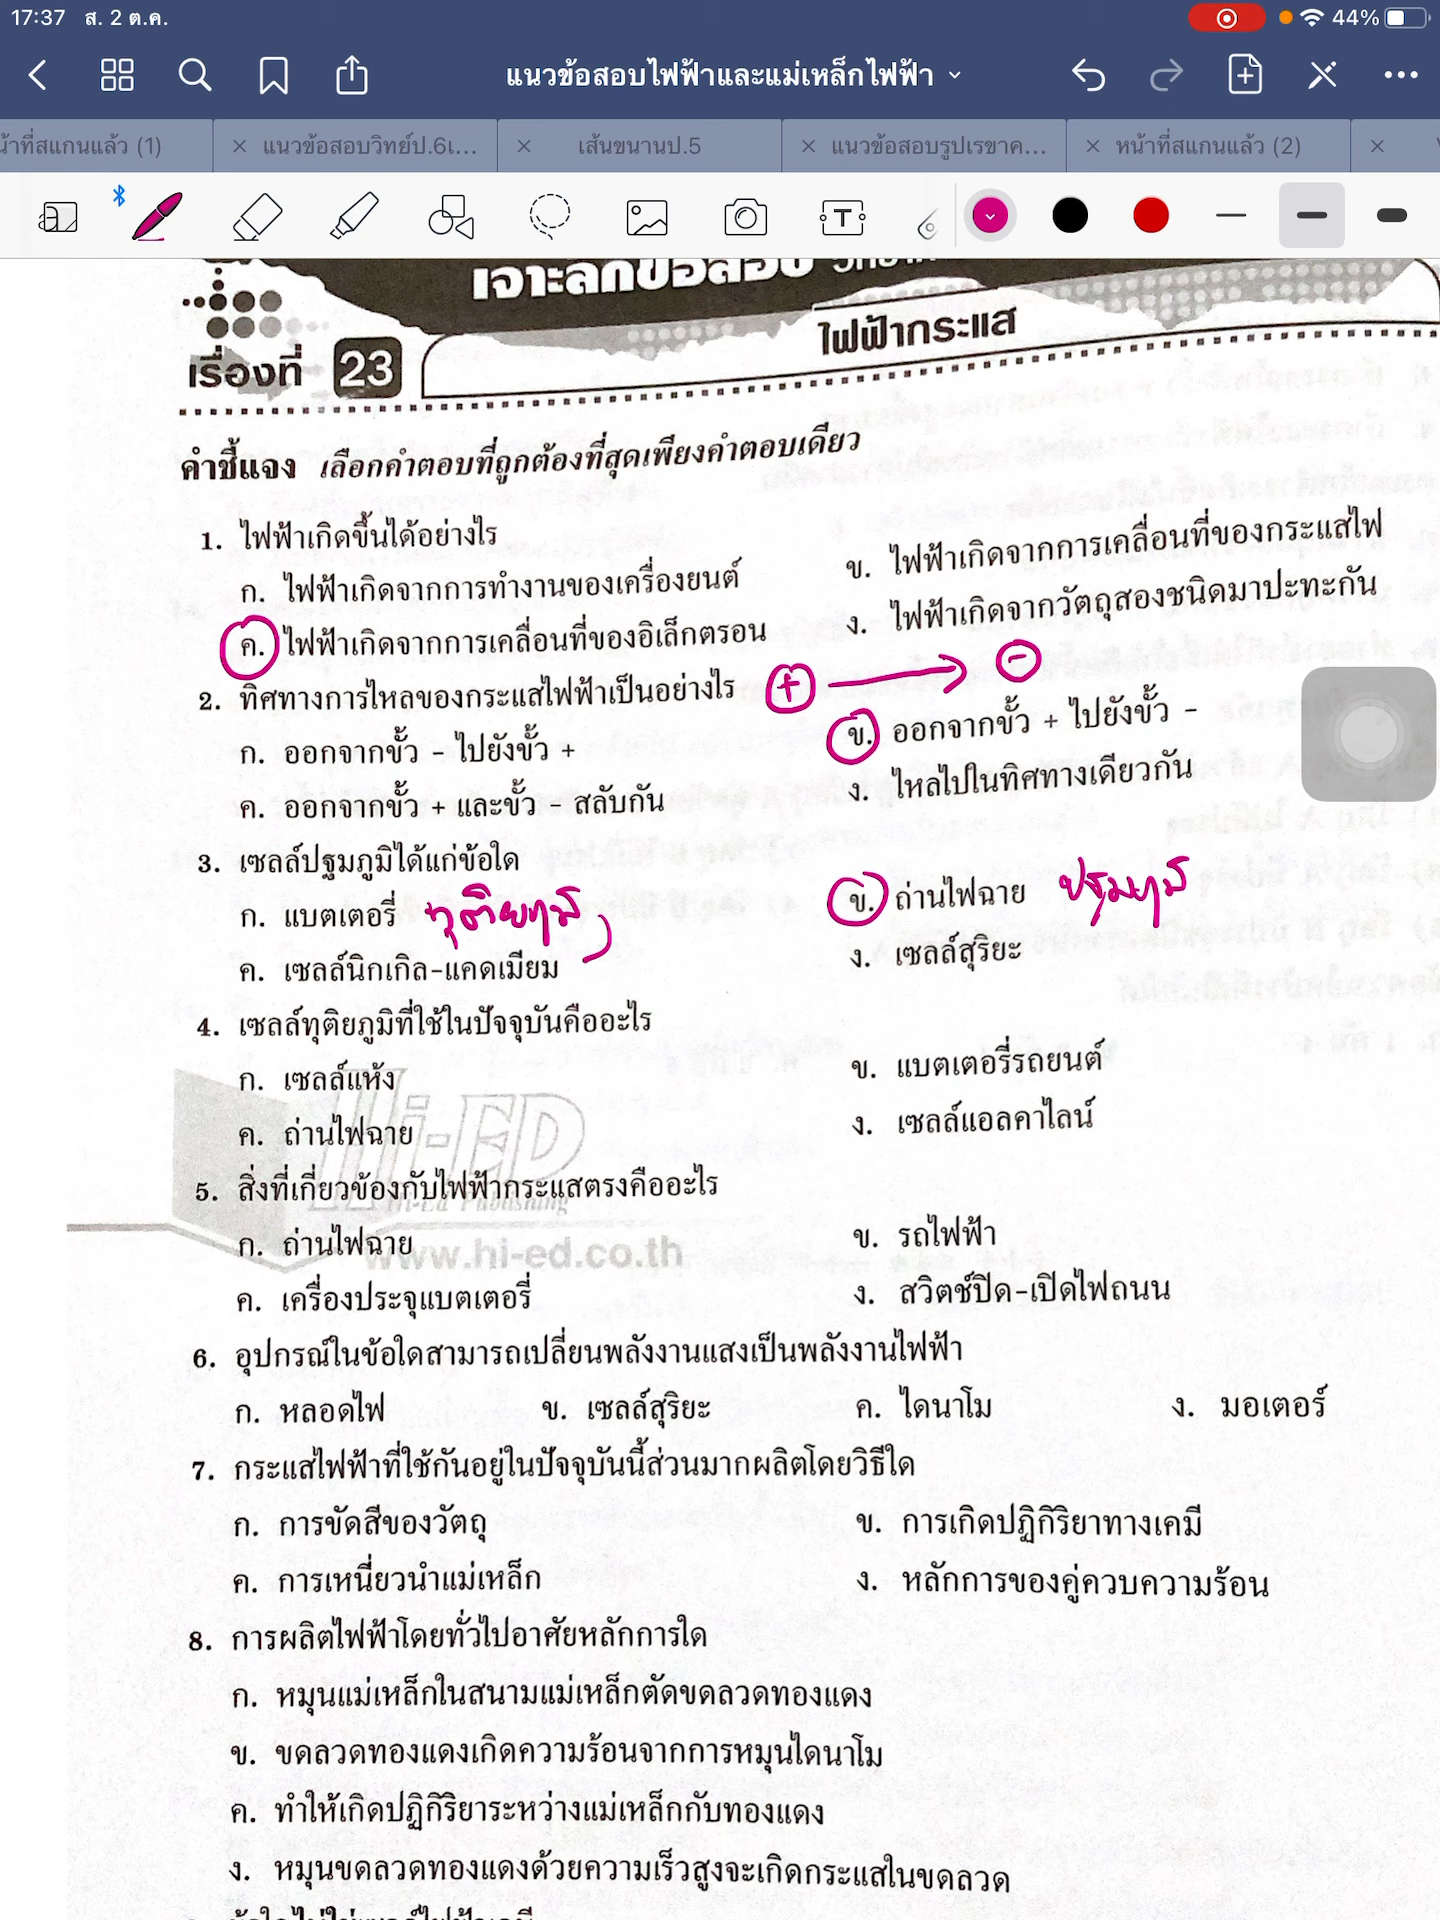 17:37 ส. 2 ต.ค.
44%
แนวข้อสอบไฟฟ้าและแม่เหล็กไฟฟ้า
น้าที่สแกนแล้ว (1)
แนวข้อสอบวิทย์ป.6เ...
เส้นขนานป.5
แนวข้อสอบรูปเรขาค...
หน้าที่สแกนแล้ว (2)
เจาะลึกข้อสอบ
ไฟฟ้ากระแส
เรื่องที่ 23
คำชี้แจง เลือกคำตอบที่ถูกต้องที่สุดเพียงคำตอบเดียว
1. ไฟฟ้าเกิดขึ้นได้อย่างไร
ก. ไฟฟ้าเกิดจากการทำงานของเครื่องยนต์
ข. ไฟฟ้าเกิดจากการเคลื่อนที่ของกระแสไฟ
ค. ไฟฟ้าเกิดจากการเคลื่อนที่ของอิเล็กตรอน
ง. ไฟฟ้าเกิดจากวัตถุสองชนิดมาปะทะกัน
2. ทิศทางการไหลของกระแสไฟฟ้าเป็นอย่างไร + → -
ก. ออกจากขั้ว - ไปยังขั้ว +
ข. ออกจากขั้ว + ไปยังขั้ว -
ค. ออกจากขั้ว + และขั้ว - สลับกัน
ง. ไหลไปในทิศทางเดียวกัน
3. เซลล์ปฐมภูมิได้แก่ข้อใด
ก. แบตเตอรี่ ทุติยภูมิ
ข. ถ่านไฟฉาย ปฐมภูมิ
ค. เซลล์นิกเกิล-แคดเมียม
ง. เซลล์สุริยะ
4. เซลล์ทุติยภูมิที่ใช้ในปัจจุบันคืออะไร
ก. เซลล์แห้ง
ข. แบตเตอรี่รถยนต์
ค. ถ่านไฟฉาย
ง. เซลล์แอลคาไลน์
Hi-ED
Hi-Ed Publishing
www.hi-ed.co.th
5. สิ่งที่เกี่ยวข้องกับไฟฟ้ากระแสตรงคืออะไร
ก. ถ่านไฟฉาย
ข. รถไฟฟ้า
ค. เครื่องประจุแบตเตอรี่
ง. สวิตช์ปิด-เปิดไฟถนน
6. อุปกรณ์ในข้อใดสามารถเปลี่ยนพลังงานแสงเป็นพลังงานไฟฟ้า
ก. หลอดไฟ ข. เซลล์สุริยะ ค. ไดนาโม ง. มอเตอร์
7. กระแสไฟฟ้าที่ใช้กันอยู่ในปัจจุบันนี้ส่วนมากผลิตโดยวิธีใด
ก. การขัดสีของวัตถุ
ข. การเกิดปฏิกิริยาทางเคมี
ค. การเหนี่ยวนำแม่เหล็ก
ง. หลักการของคู่ควบความร้อน
8. การผลิตไฟฟ้าโดยทั่วไปอาศัยหลักการใด
ก. หมุนแม่เหล็กในสนามแม่เหล็กตัดขดลวดทองแดง
ข. ขดลวดทองแดงเกิดความร้อนจากการหมุนไดนาโม
ค. ทำให้เกิดปฏิกิริยาระหว่างแม่เหล็กกับทองแดง
ง. หมุนขดลวดทองแดงด้วยความเร็วสูงจะเกิดกระแสในขดลวด